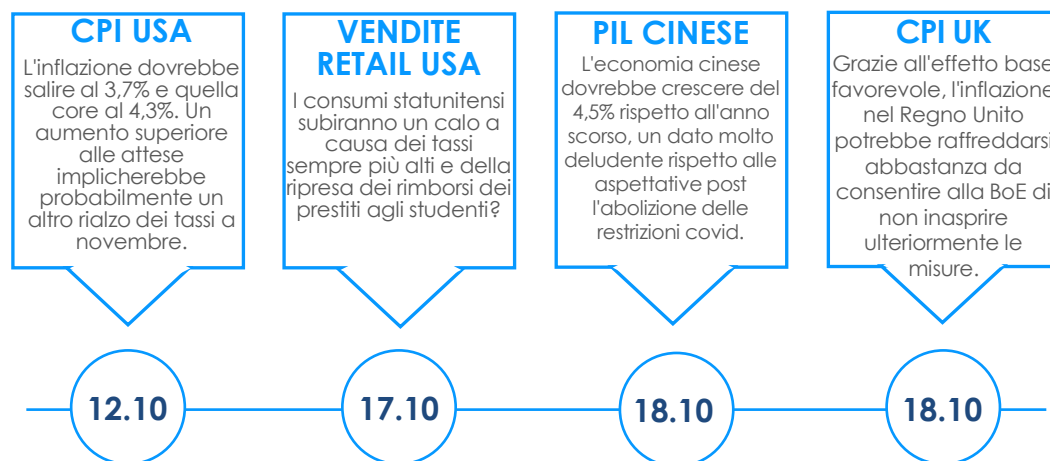 CPI USA
L'inflazione dovrebbe
salire al 3,7% e quella
core al 4,3%. Un
aumento superiore
alle attese
implicherebbe
probabilmente un
altro rialzo dei tassi a
novembre.
12.10
VENDITE
RETAIL USA
I consumi statunitensi
subiranno un calo a
causa dei tassi
sempre più alti e della
ripresa dei rimborsi dei
prestiti agli studenti?
17.10
PIL CINESE
L'economia cinese
dovrebbe crescere del
4,5% rispetto all'anno
scorso, un dato molto
deludente rispetto alle
aspettative post
l'abolizione delle
restrizioni covid.
18.10
CPI UK
Grazie all'effetto base
favorevole, l'inflazione
nel Regno Unito
potrebbe raffreddarsi
abbastanza da
consentire alla BoE di
non inasprire
ulteriormente le
misure.
18.10